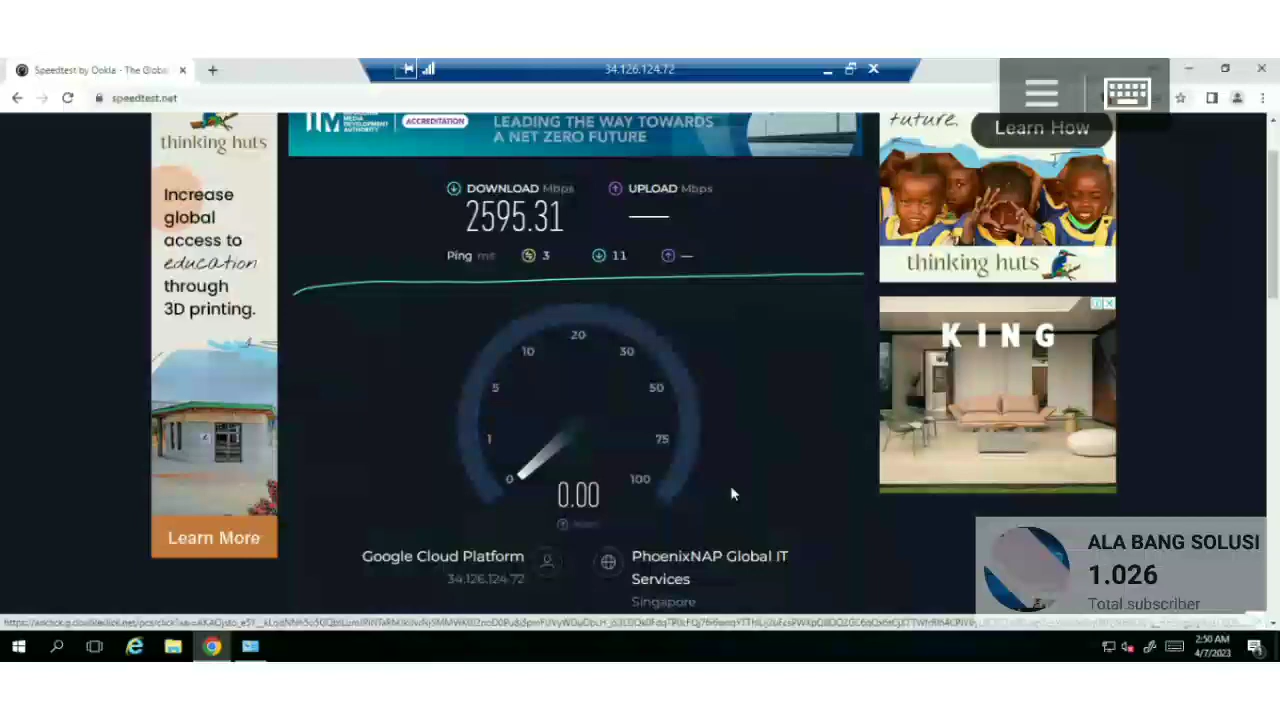 Speedtest by Ookla - The Globa
34.126.124.72
speedtest.net
MEDIA
DEVELOPMENT
AUTHORITY
ACCREDITATION
LEADING THE WAY TOWARDS
A NET ZERO FUTURE
future.
Learn How
thinking huts
Increase
global
access to
education
through
3D printing.
Learn More
DOWNLOAD Mbps
UPLOAD Mbps
2595.31
Ping ms
3
11
0
1
5
10
20
30
50
75
100
0.00
Google Cloud Platform
34.126.124.72
PhoenixNAP Global IT
Services
Singapore
thinking huts
KING
ALA BANG SOLUSI
1.026
Total subscriber
2:50 AM
4/7/2023